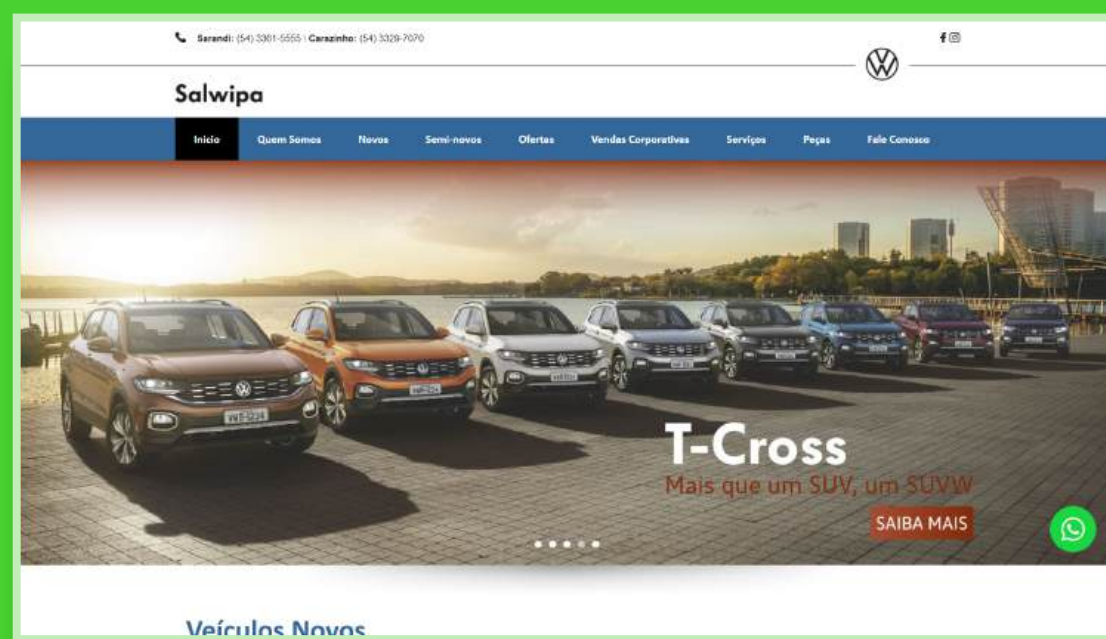 Sarandi: (54) 3361-5555 | Carazinho: (54) 3329-7070
Salwipa
Inicio Quem Somos Novos Semi-novos Ofertas Vendas Corporativas Serviços Peças Fale Conosco
T-Cross
Mais que um SUV, um SUVW
SAIBA MAIS
Veículos Novos